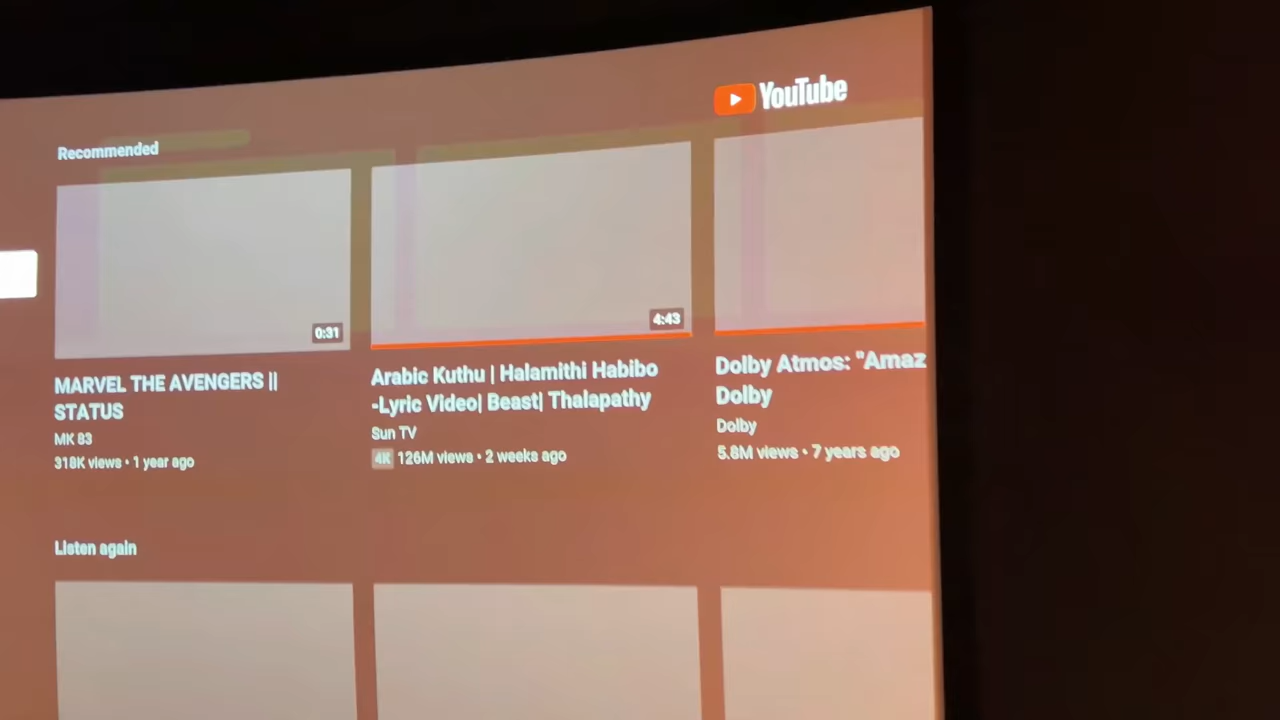 YouTube
Recommended
0:31
4:43
MARVEL THE AVENGERS ||
STATUS
MK 83
318K views • 1 year ago
Arabic Kuthu | Halamithi Habibo
-Lyric Video| Beast| Thalapathy
Sun TV
4K 126M views • 2 weeks ago
Dolby Atmos: "Amaz
Dolby
Dolby
5.8M views • 7 years ago
Listen again